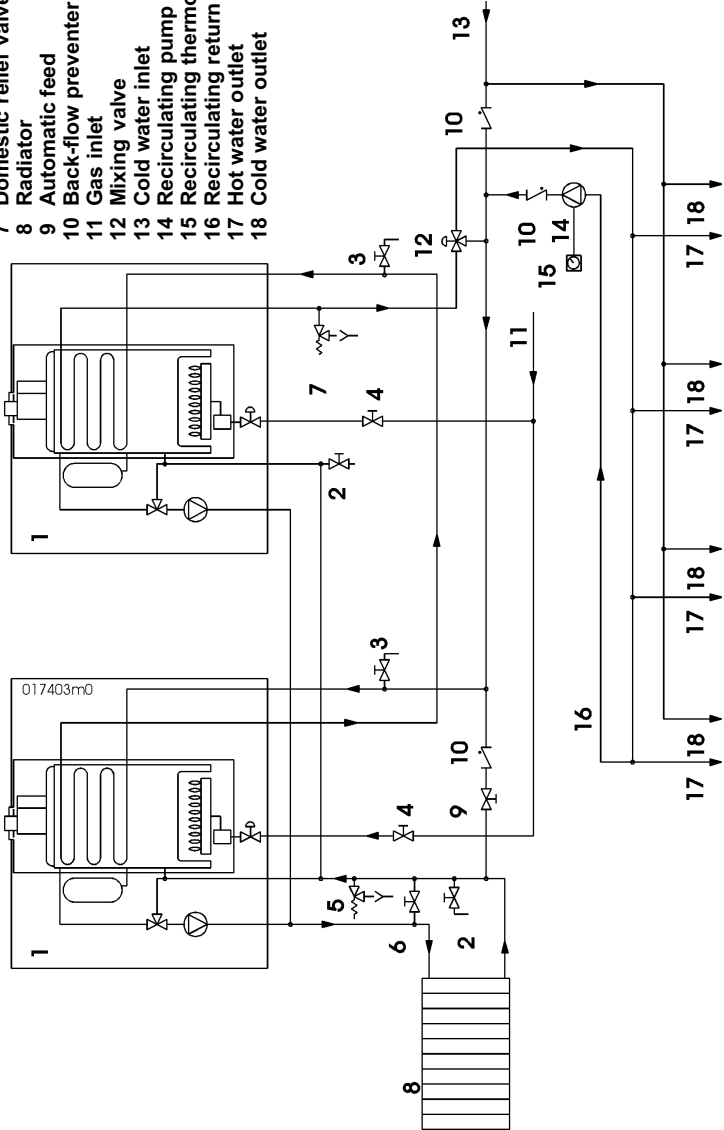 7 Domestic relief valve
8 Radiator
9 Automatic feed
10 Back-flow preventer
11 Gas inlet
12 Mixing valve
13 Cold water inlet
14 Recirculating pump
15 Recirculating thermo
16 Recirculating return
17 Hot water outlet
18 Cold water outlet
1
1
017403m0
3
3
7
4
4
2
2
5
6
8
9
10
12
10
13
10
14
15
11
16
17
18
17
18
17
18
17
18